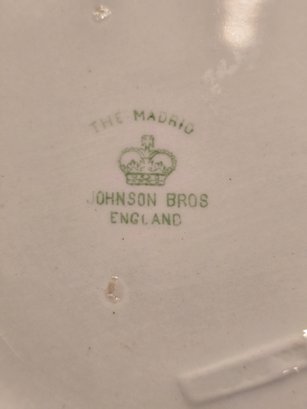 THE MADRID
JOHNSON BROS
ENGLAND